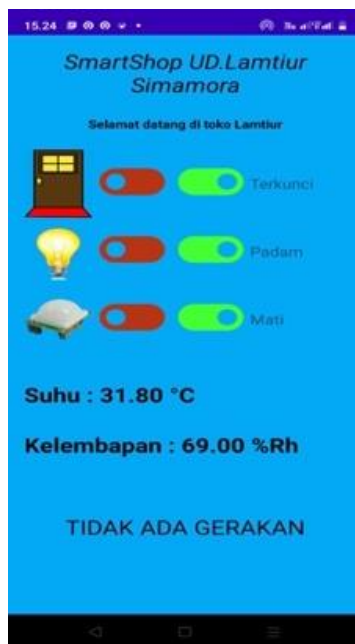 15.24
SmartShop UD.Lamtiur
Simamora
Selamat datang di toko Lamtiur
Terkunci
Padam
Mati
Suhu : 31.80 °C
Kelembapan : 69.00 %Rh
TIDAK ADA GERAKAN